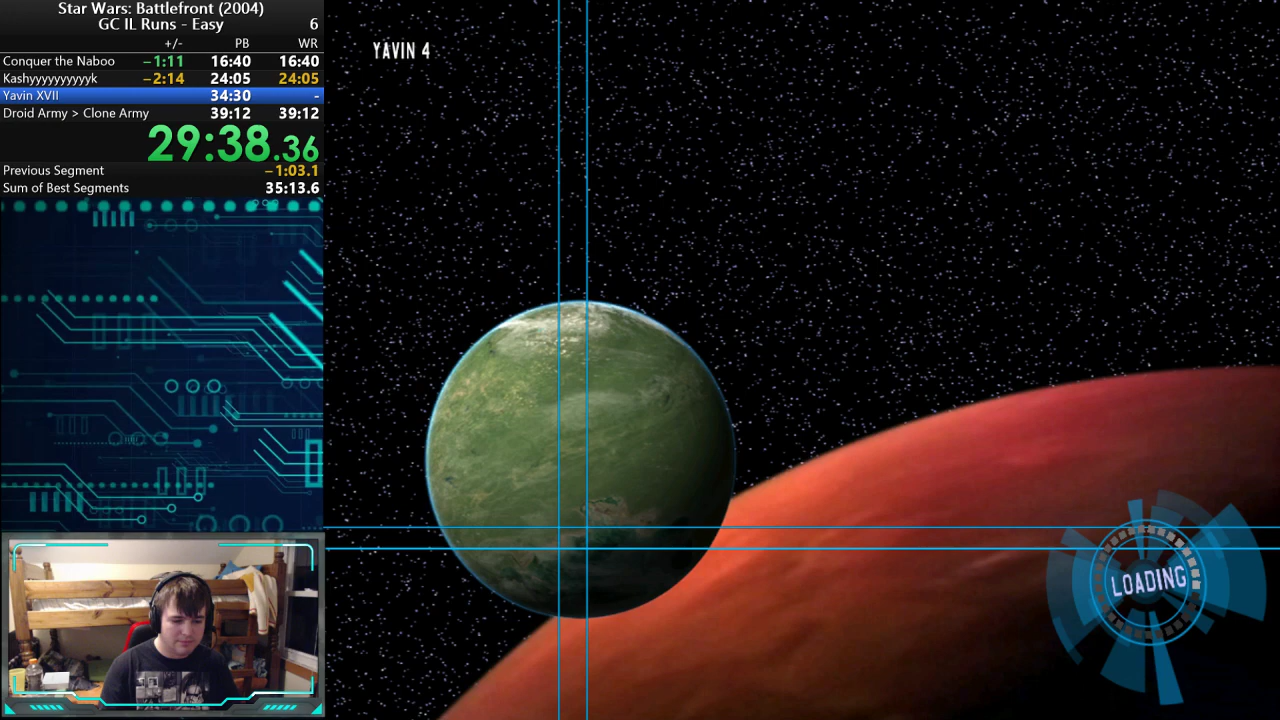 Star Wars: Battlefront (2004)
GC IL Runs - Easy 6
+/- PB WR
Conquer the Naboo −1:11 16:40 16:40
Kashyyyyyyyyyk −2:14 24:05 24:05
Yavin XVII 34:30 -
Droid Army > Clone Army 39:12 39:12
29:38.36
Previous Segment −1:03.1
Sum of Best Segments 35:13.6
YAVIN 4
LOADING